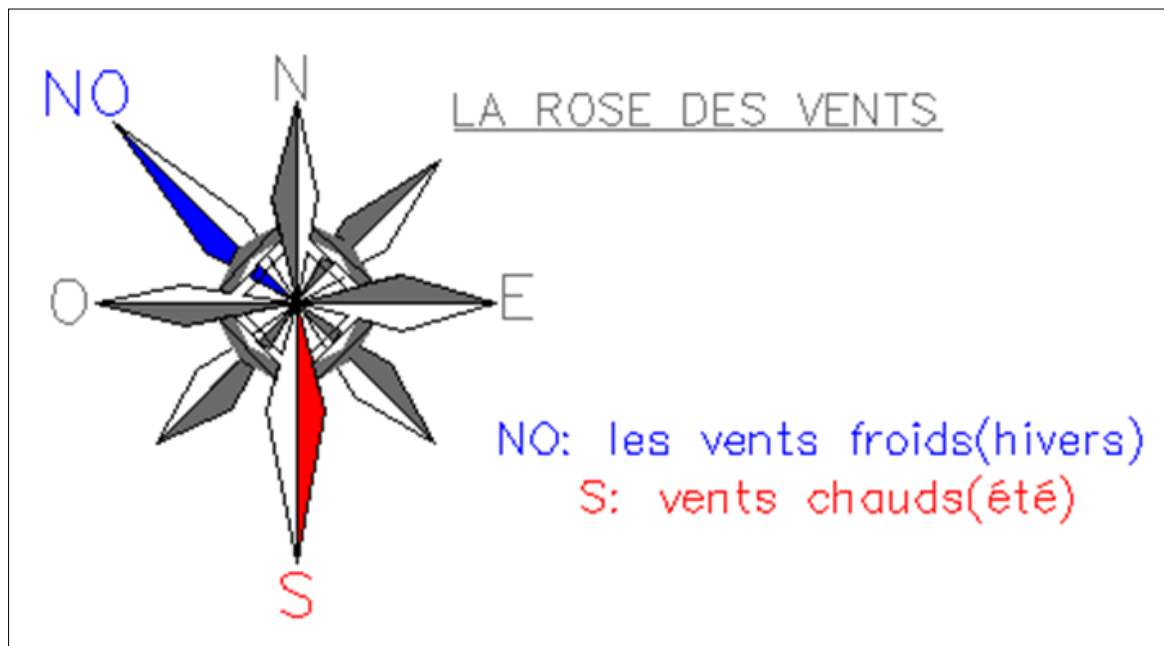 NO
N
LA ROSE DES VENTS
O
E
NO: les vents froids(hivers)
S: vents chauds(été)
S